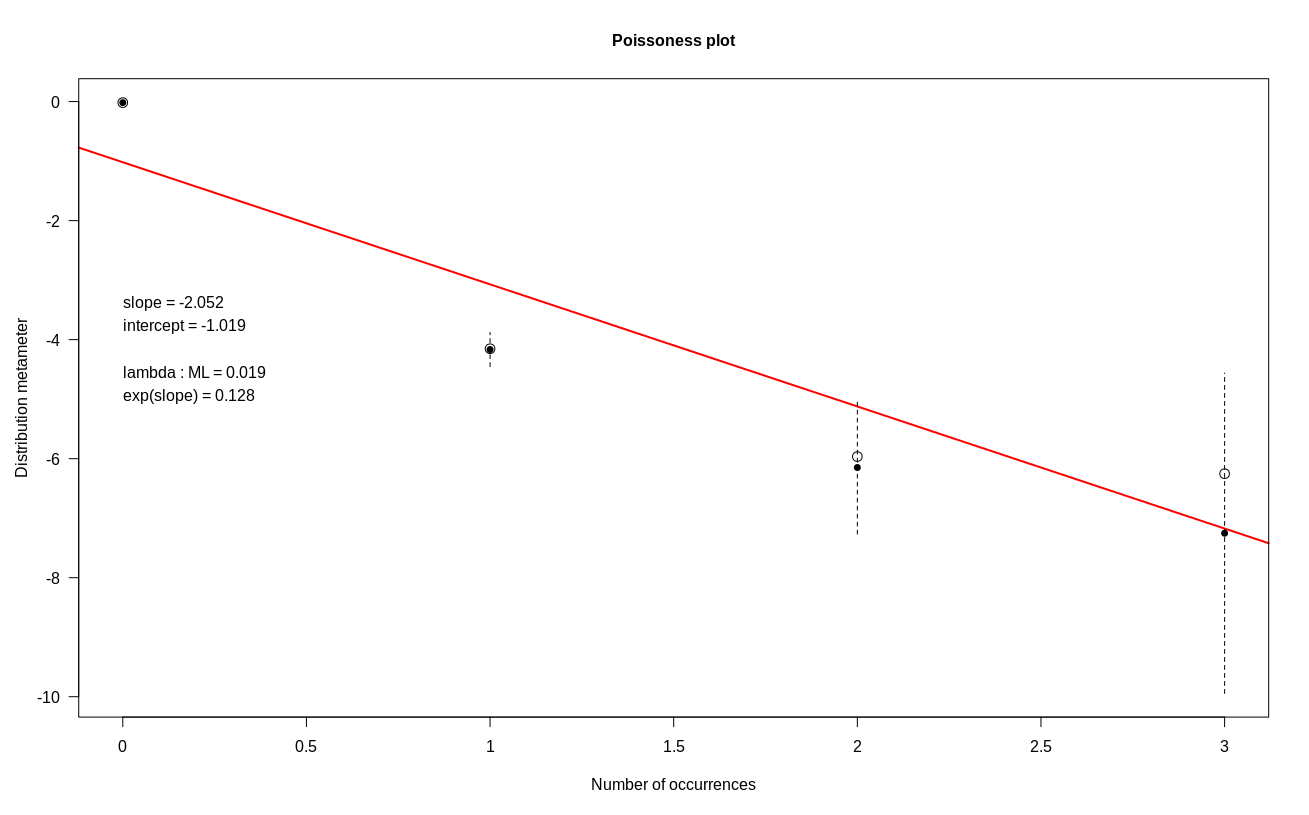 Poissoness plot
0
-2
-4
-6
-8
-10
Distribution metameter
slope = -2.052
intercept = -1.019
lambda : ML = 0.019
exp(slope) = 0.128
0 0.5 1 1.5 2 2.5 3
Number of occurrences